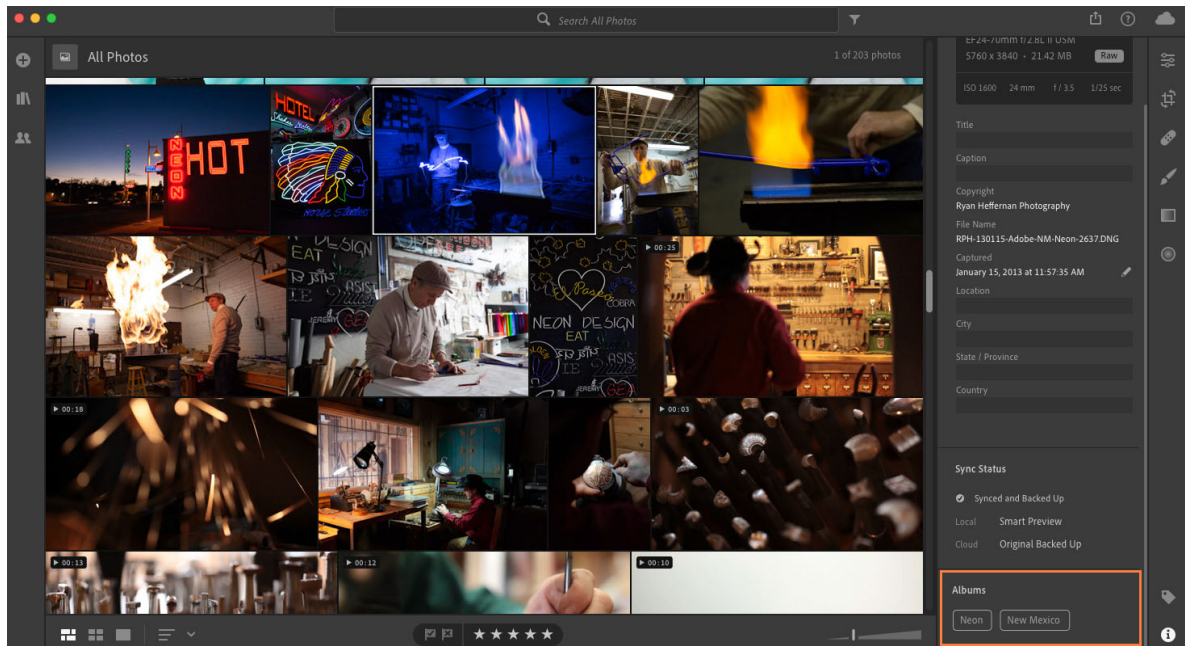 Search All Photos
All Photos
1 of 203 photos
EF24-70mm f/2.8L II USM
5760 x 3840 • 21.42 MB
Raw
ISO 1600 24 mm f / 3.5 1/25 sec
Title
Caption
Copyright
Ryan Heffernan Photography
File Name
RPH-130115-Adobe-NM-Neon-2637.DNG
Captured
January 15, 2013 at 11:57:35 AM
Location
City
State / Province
Country
Sync Status
Synced and Backed Up
Local Smart Preview
Cloud Original Backed Up
Albums
Neon
New Mexico
NEON
HOT
HOTEL
DESIGN
EAT
00:25
COBRA
NEON DESIGN
EAT
00:18
00:03
00:13
00:12
00:10